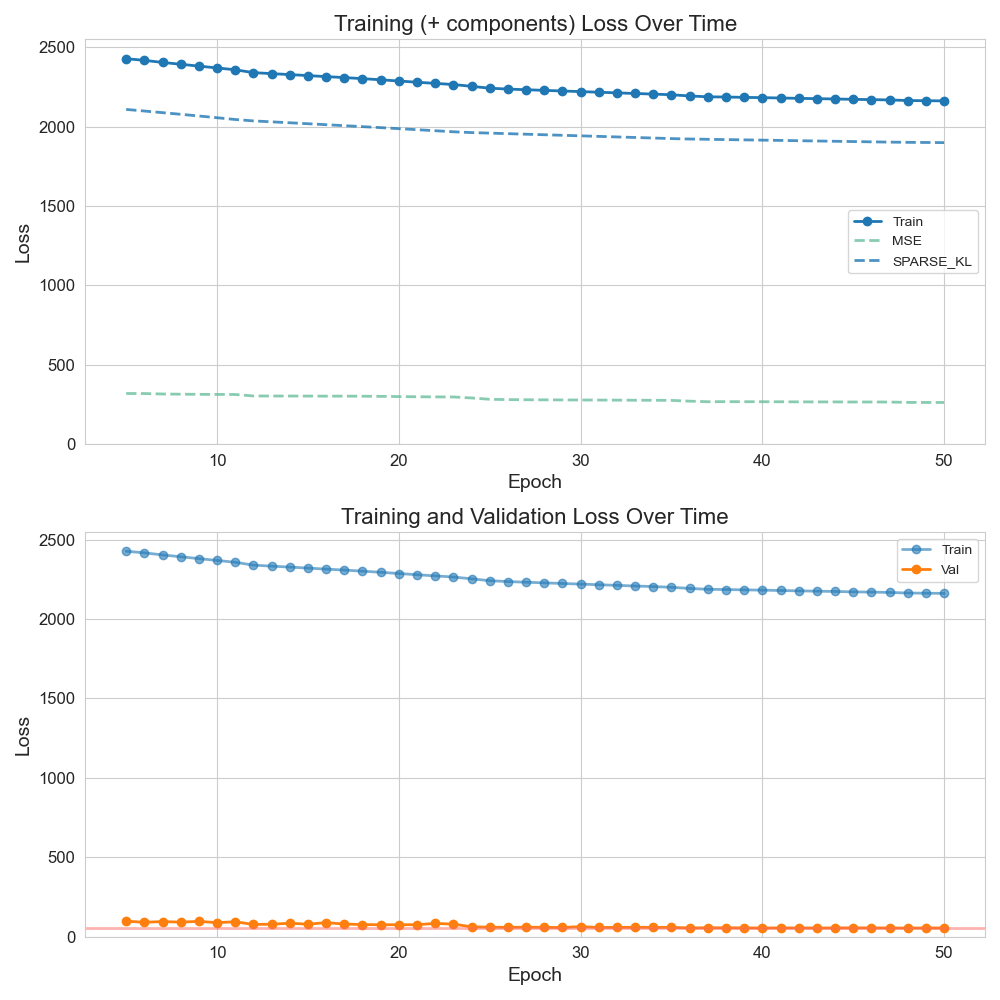 Training (+ components) Loss Over Time
Loss
2500
2000
1500
1000
500
0
Train
MSE
SPARSE_KL
10 20 30 40 50
Epoch
Training and Validation Loss Over Time
Loss
2500
2000
1500
1000
500
0
Train
Val
10 20 30 40 50
Epoch